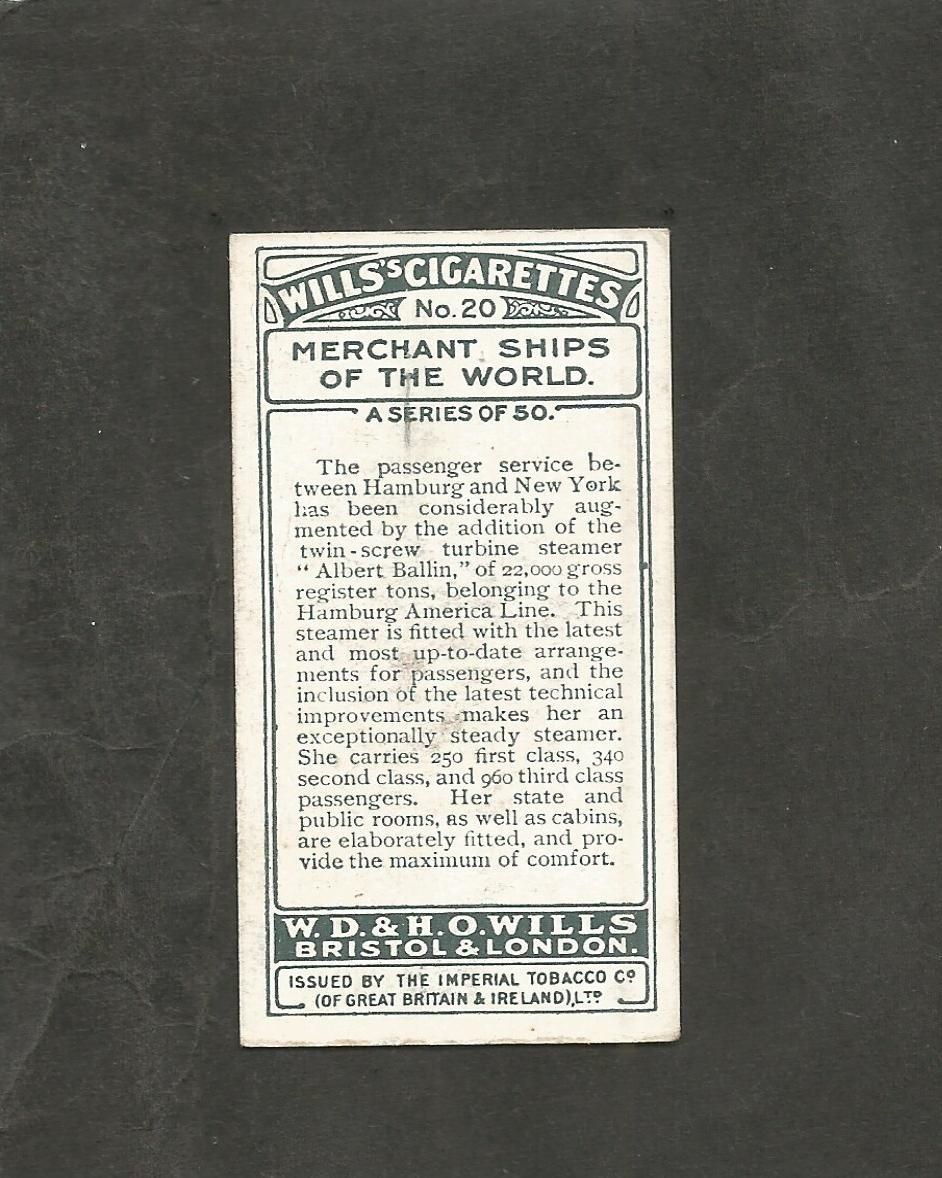 WILLS'S CIGARETTES
No. 20
MERCHANT SHIPS
OF THE WORLD.
A SERIES OF 50.
The passenger service be-
tween Hamburg and New York
has been considerably aug-
mented by the addition of the
twin-screw turbine steamer
“Albert Ballin,” of 22,000 gross
register tons, belonging to the
Hamburg America Line. This
steamer is fitted with the latest
and most up-to-date arrange-
ments for passengers, and the
inclusion of the latest technical
improvements makes her an
exceptionally steady steamer.
She carries 250 first class, 340
second class, and 960 third class
passengers. Her state and
public rooms, as well as cabins,
are elaborately fitted, and pro-
vide the maximum of comfort.
W. D. & H. O. WILLS
BRISTOL & LONDON.
ISSUED BY THE IMPERIAL TOBACCO Co.
(OF GREAT BRITAIN & IRELAND), LTD.